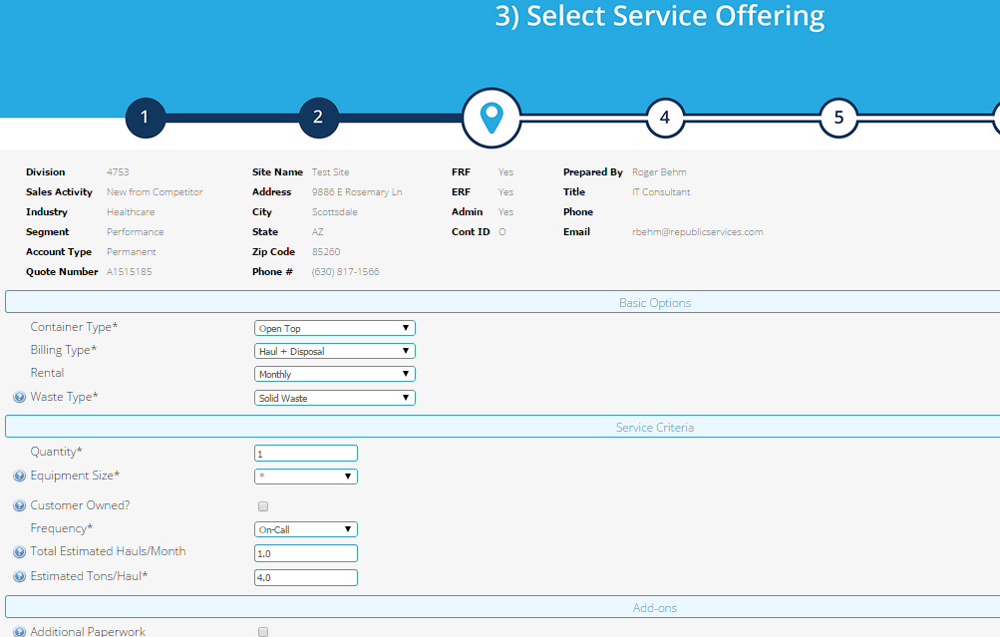 3) Select Service Offering
1 2 4 5
Division 4753 Site Name Test Site FRF Yes Prepared By Roger Behm
Sales Activity New from Competitor Address 9886 E Rosemary Ln ERF Yes Title IT Consultant
Industry Healthcare City Scottsdale Admin Yes Phone
Segment Performance State AZ Cont ID O Email rbehm@republicservices.com
Account Type Permanent Zip Code 85260
Quote Number A1515185 Phone # (630) 817-1566
Basic Options
Container Type* Open Top
Billing Type* Haul + Disposal
Rental Monthly
Waste Type* Solid Waste
Service Criteria
Quantity* 1
Equipment Size* *
Customer Owned?
Frequency* On-Call
Total Estimated Hauls/Month 1.0
Estimated Tons/Haul* 4.0
Add-ons
Additional Paperwork